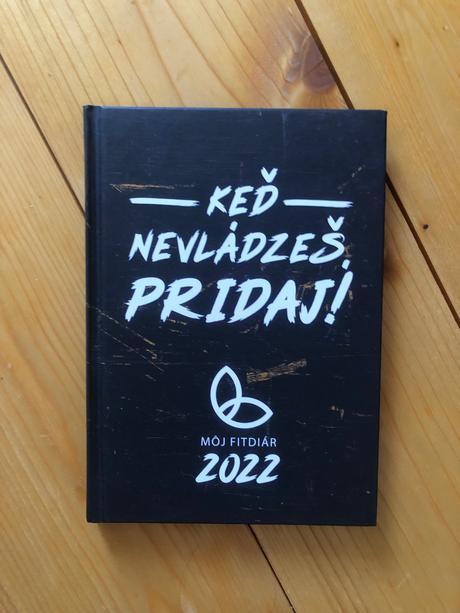 KEĎ
NEVLÁDZEŠ,
PRIDAJ!
MÔJ FITDIÁR
2022